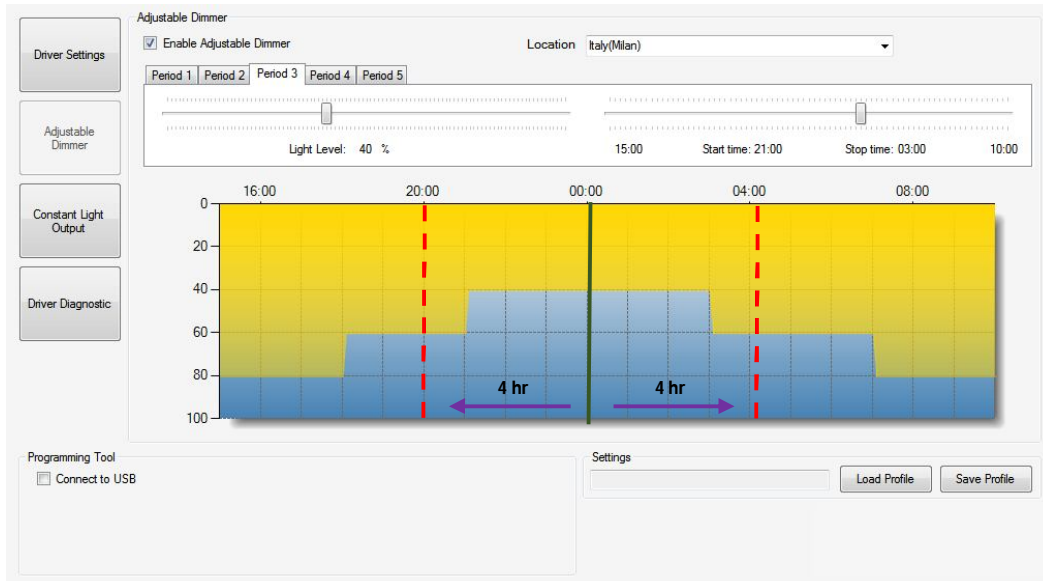 Adjustable Dimmer
Driver Settings
Enable Adjustable Dimmer
Location Italy(Milan)
Period 1 Period 2 Period 3 Period 4 Period 5
Adjustable
Dimmer
Light Level: 40 %
15:00 Start time: 21:00 Stop time: 03:00 10:00
16:00 20:00 00:00 04:00 08:00
0
20
40
60
80
100
4 hr 4 hr
Constant Light
Output
Driver Diagnostic
Programming Tool
Connect to USB
Settings
Load Profile Save Profile